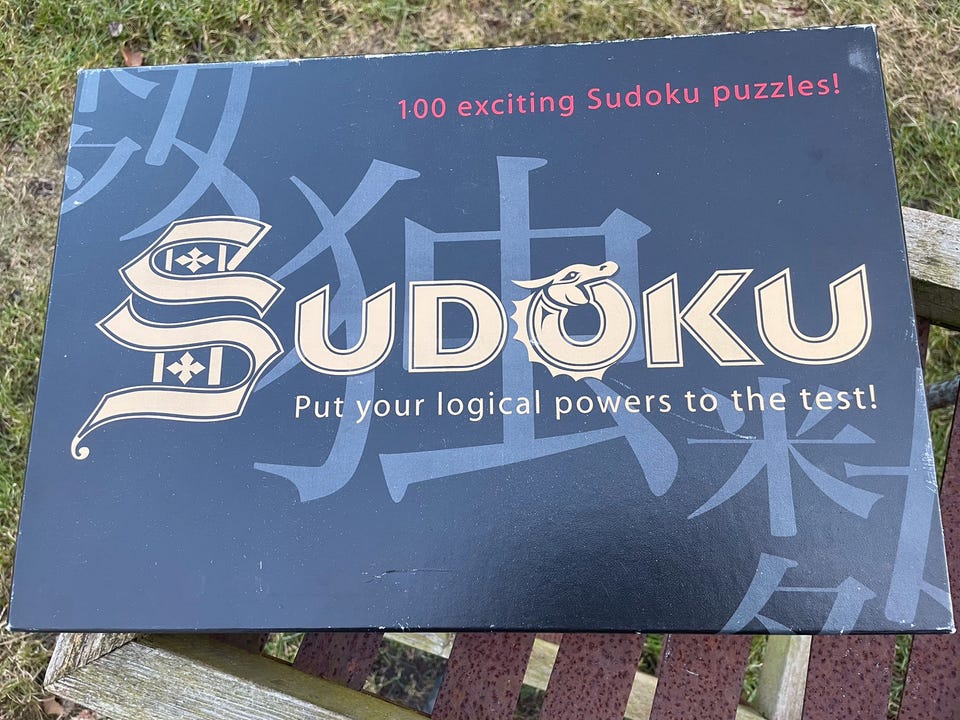 100 exciting Sudoku puzzles!
独
SUDOKU
Put your logical powers to the test!